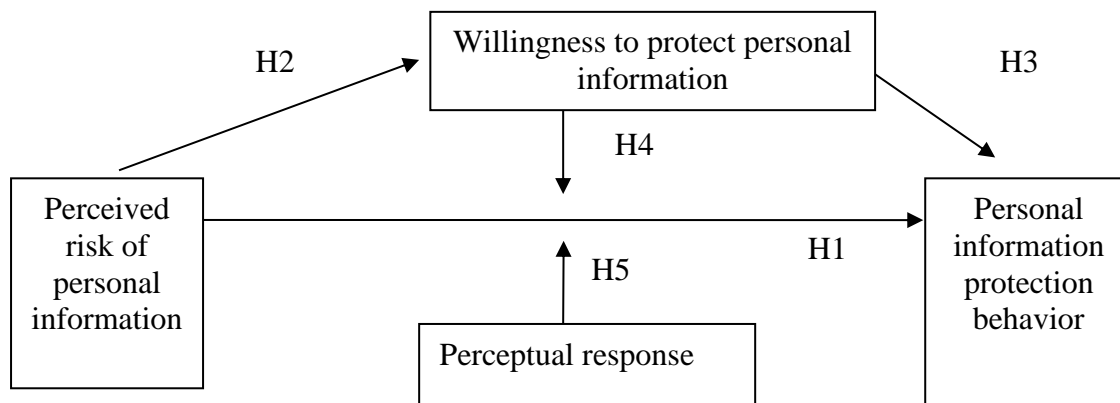 Willingness to protect personal
information
H2
H3
H4
Perceived
risk of
personal
information
H1
Personal
information
protection
behavior
H5
Perceptual response